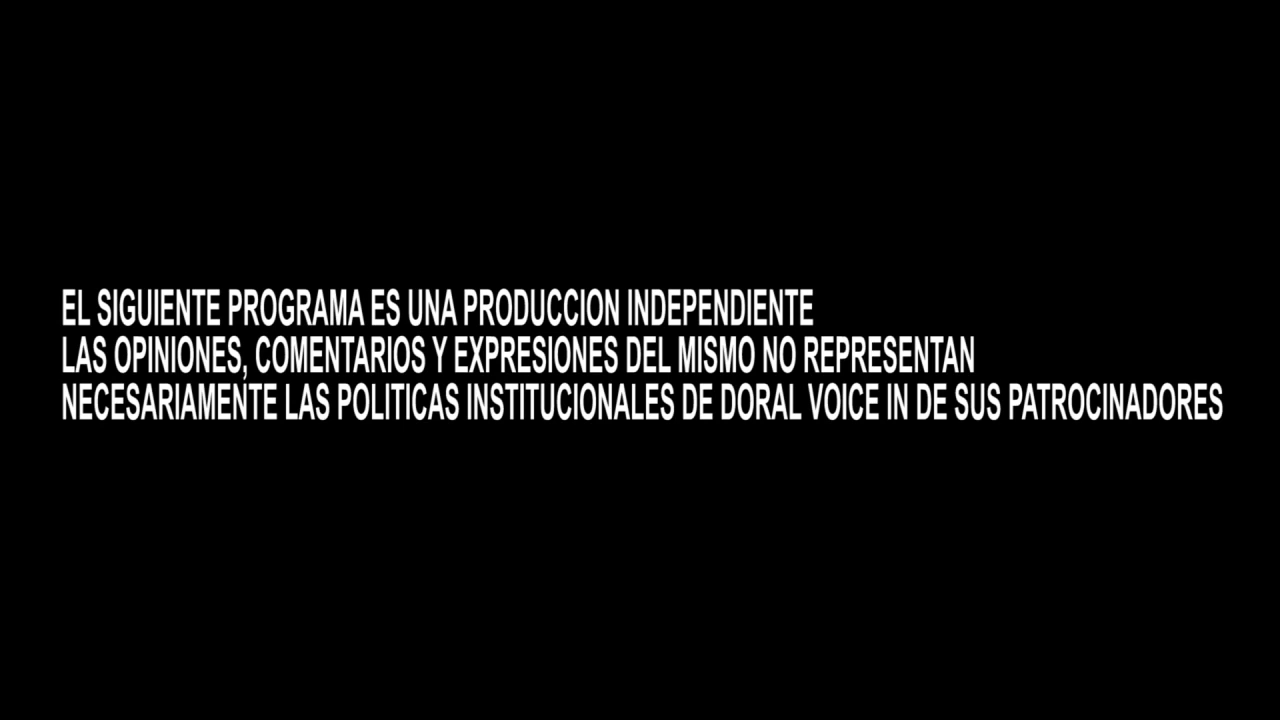 EL SIGUIENTE PROGRAMA ES UNA PRODUCCION INDEPENDIENTE
LAS OPINIONES, COMENTARIOS Y EXPRESIONES DEL MISMO NO REPRESENTAN
NECESARIAMENTE LAS POLITICAS INSTITUCIONALES DE DORAL VOICE IN DE SUS PATROCINADORES